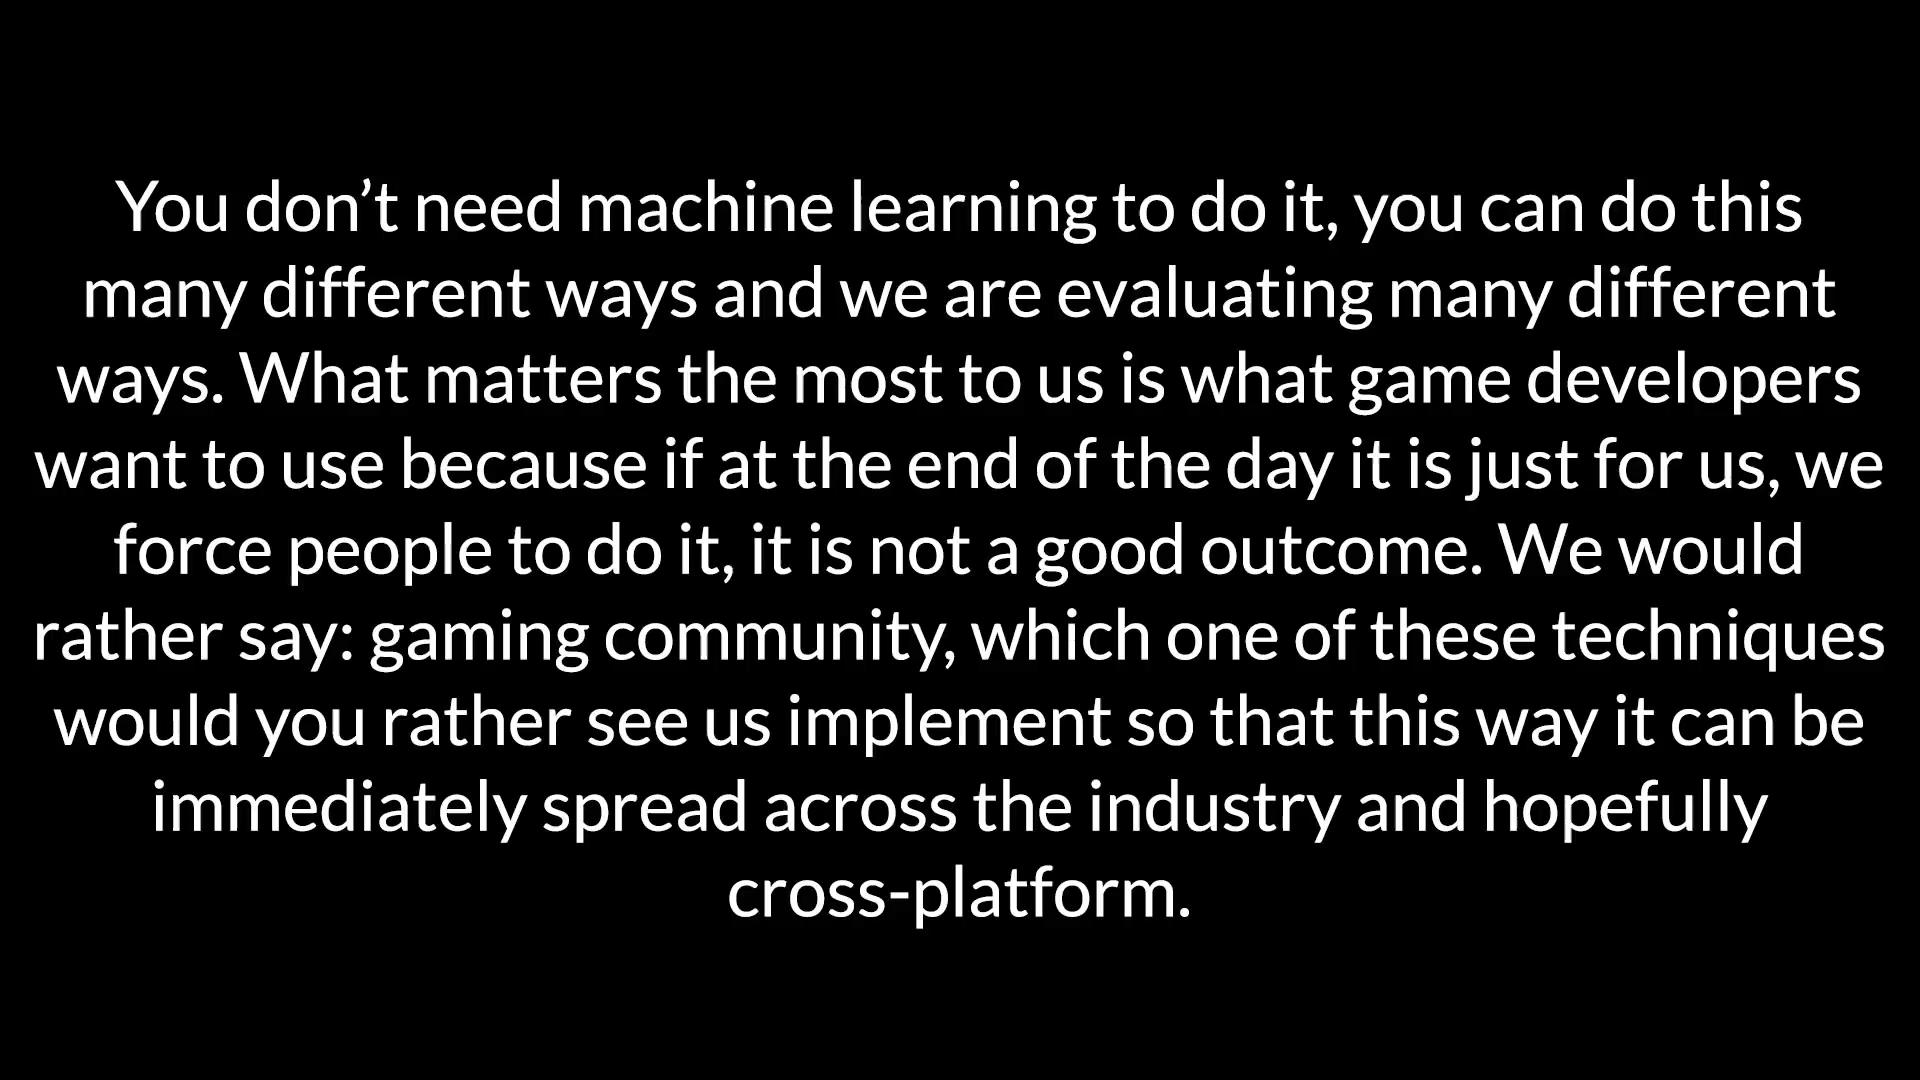 You don’t need machine learning to do it, you can do this
many different ways and we are evaluating many different
ways. What matters the most to us is what game developers
want to use because if at the end of the day it is just for us, we
force people to do it, it is not a good outcome. We would
rather say: gaming community, which one of these techniques
would you rather see us implement so that this way it can be
immediately spread across the industry and hopefully
cross-platform.